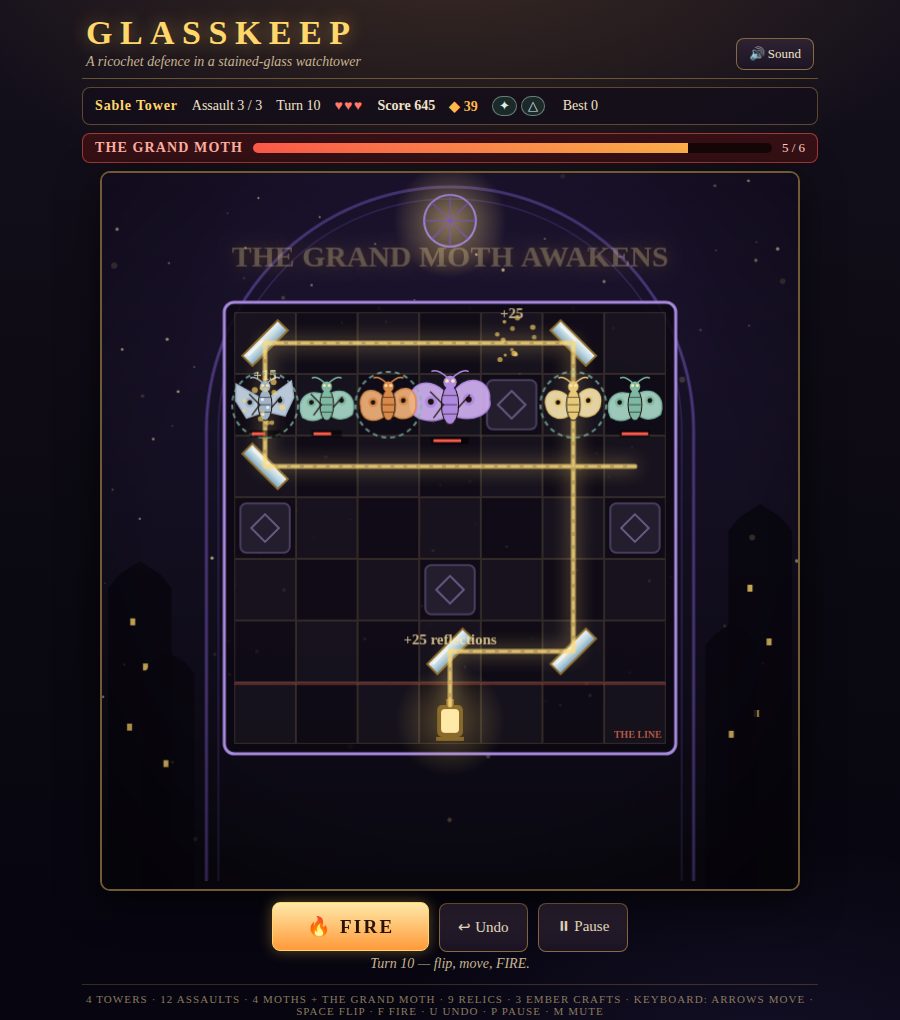 GLASSKEEP
A ricochet defence in a stained-glass watchtower
🔊 Sound
Sable Tower Assault 3 / 3 Turn 10 ♥♥♥ Score 645 ◆ 39 ✦ △ Best 0
THE GRAND MOTH 5 / 6
THE GRAND MOTH AWAKENS
+25
+15
+25 reflections
THE LINE
🔥 FIRE
↩ Undo
⏸ Pause
Turn 10 — flip, move, FIRE.
4 TOWERS · 12 ASSAULTS · 4 MOTHS + THE GRAND MOTH · 9 RELICS · 3 EMBER CRAFTS · KEYBOARD: ARROWS MOVE ·
SPACE FLIP · F FIRE · U UNDO · P PAUSE · M MUTE